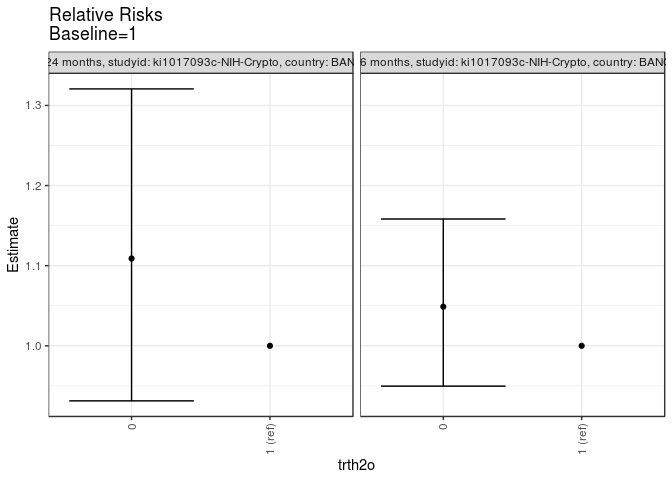 Relative Risks
Baseline=1
24 months, studyid: ki1017093c-NIH-Crypto, country: BAN
6 months, studyid: ki1017093c-NIH-Crypto, country: BANG
1.3
1.2
1.1
1.0
Estimate
0
1 (ref)
0
1 (ref)
trth2o